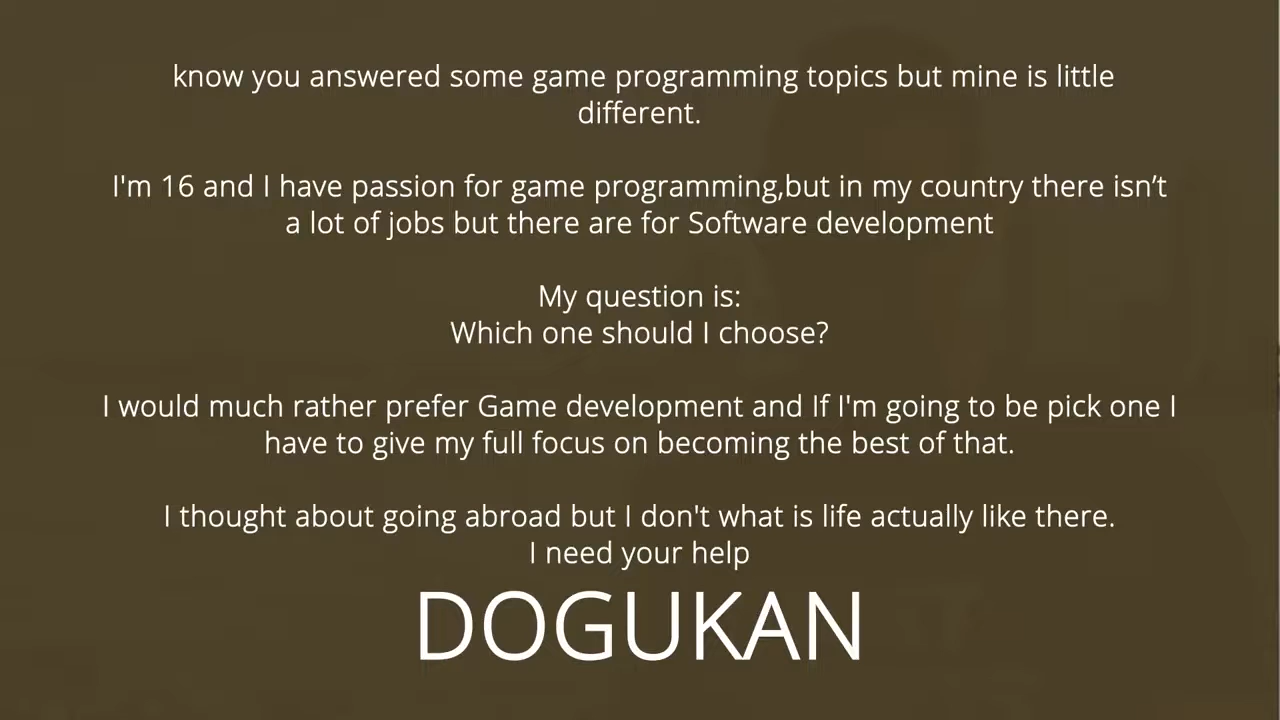 know you answered some game programming topics but mine is little
different.
I'm 16 and I have passion for game programming,but in my country there isn’t
a lot of jobs but there are for Software development
My question is:
Which one should I choose?
I would much rather prefer Game development and If I'm going to be pick one I
have to give my full focus on becoming the best of that.
I thought about going abroad but I don't what is life actually like there.
I need your help
DOGUKAN